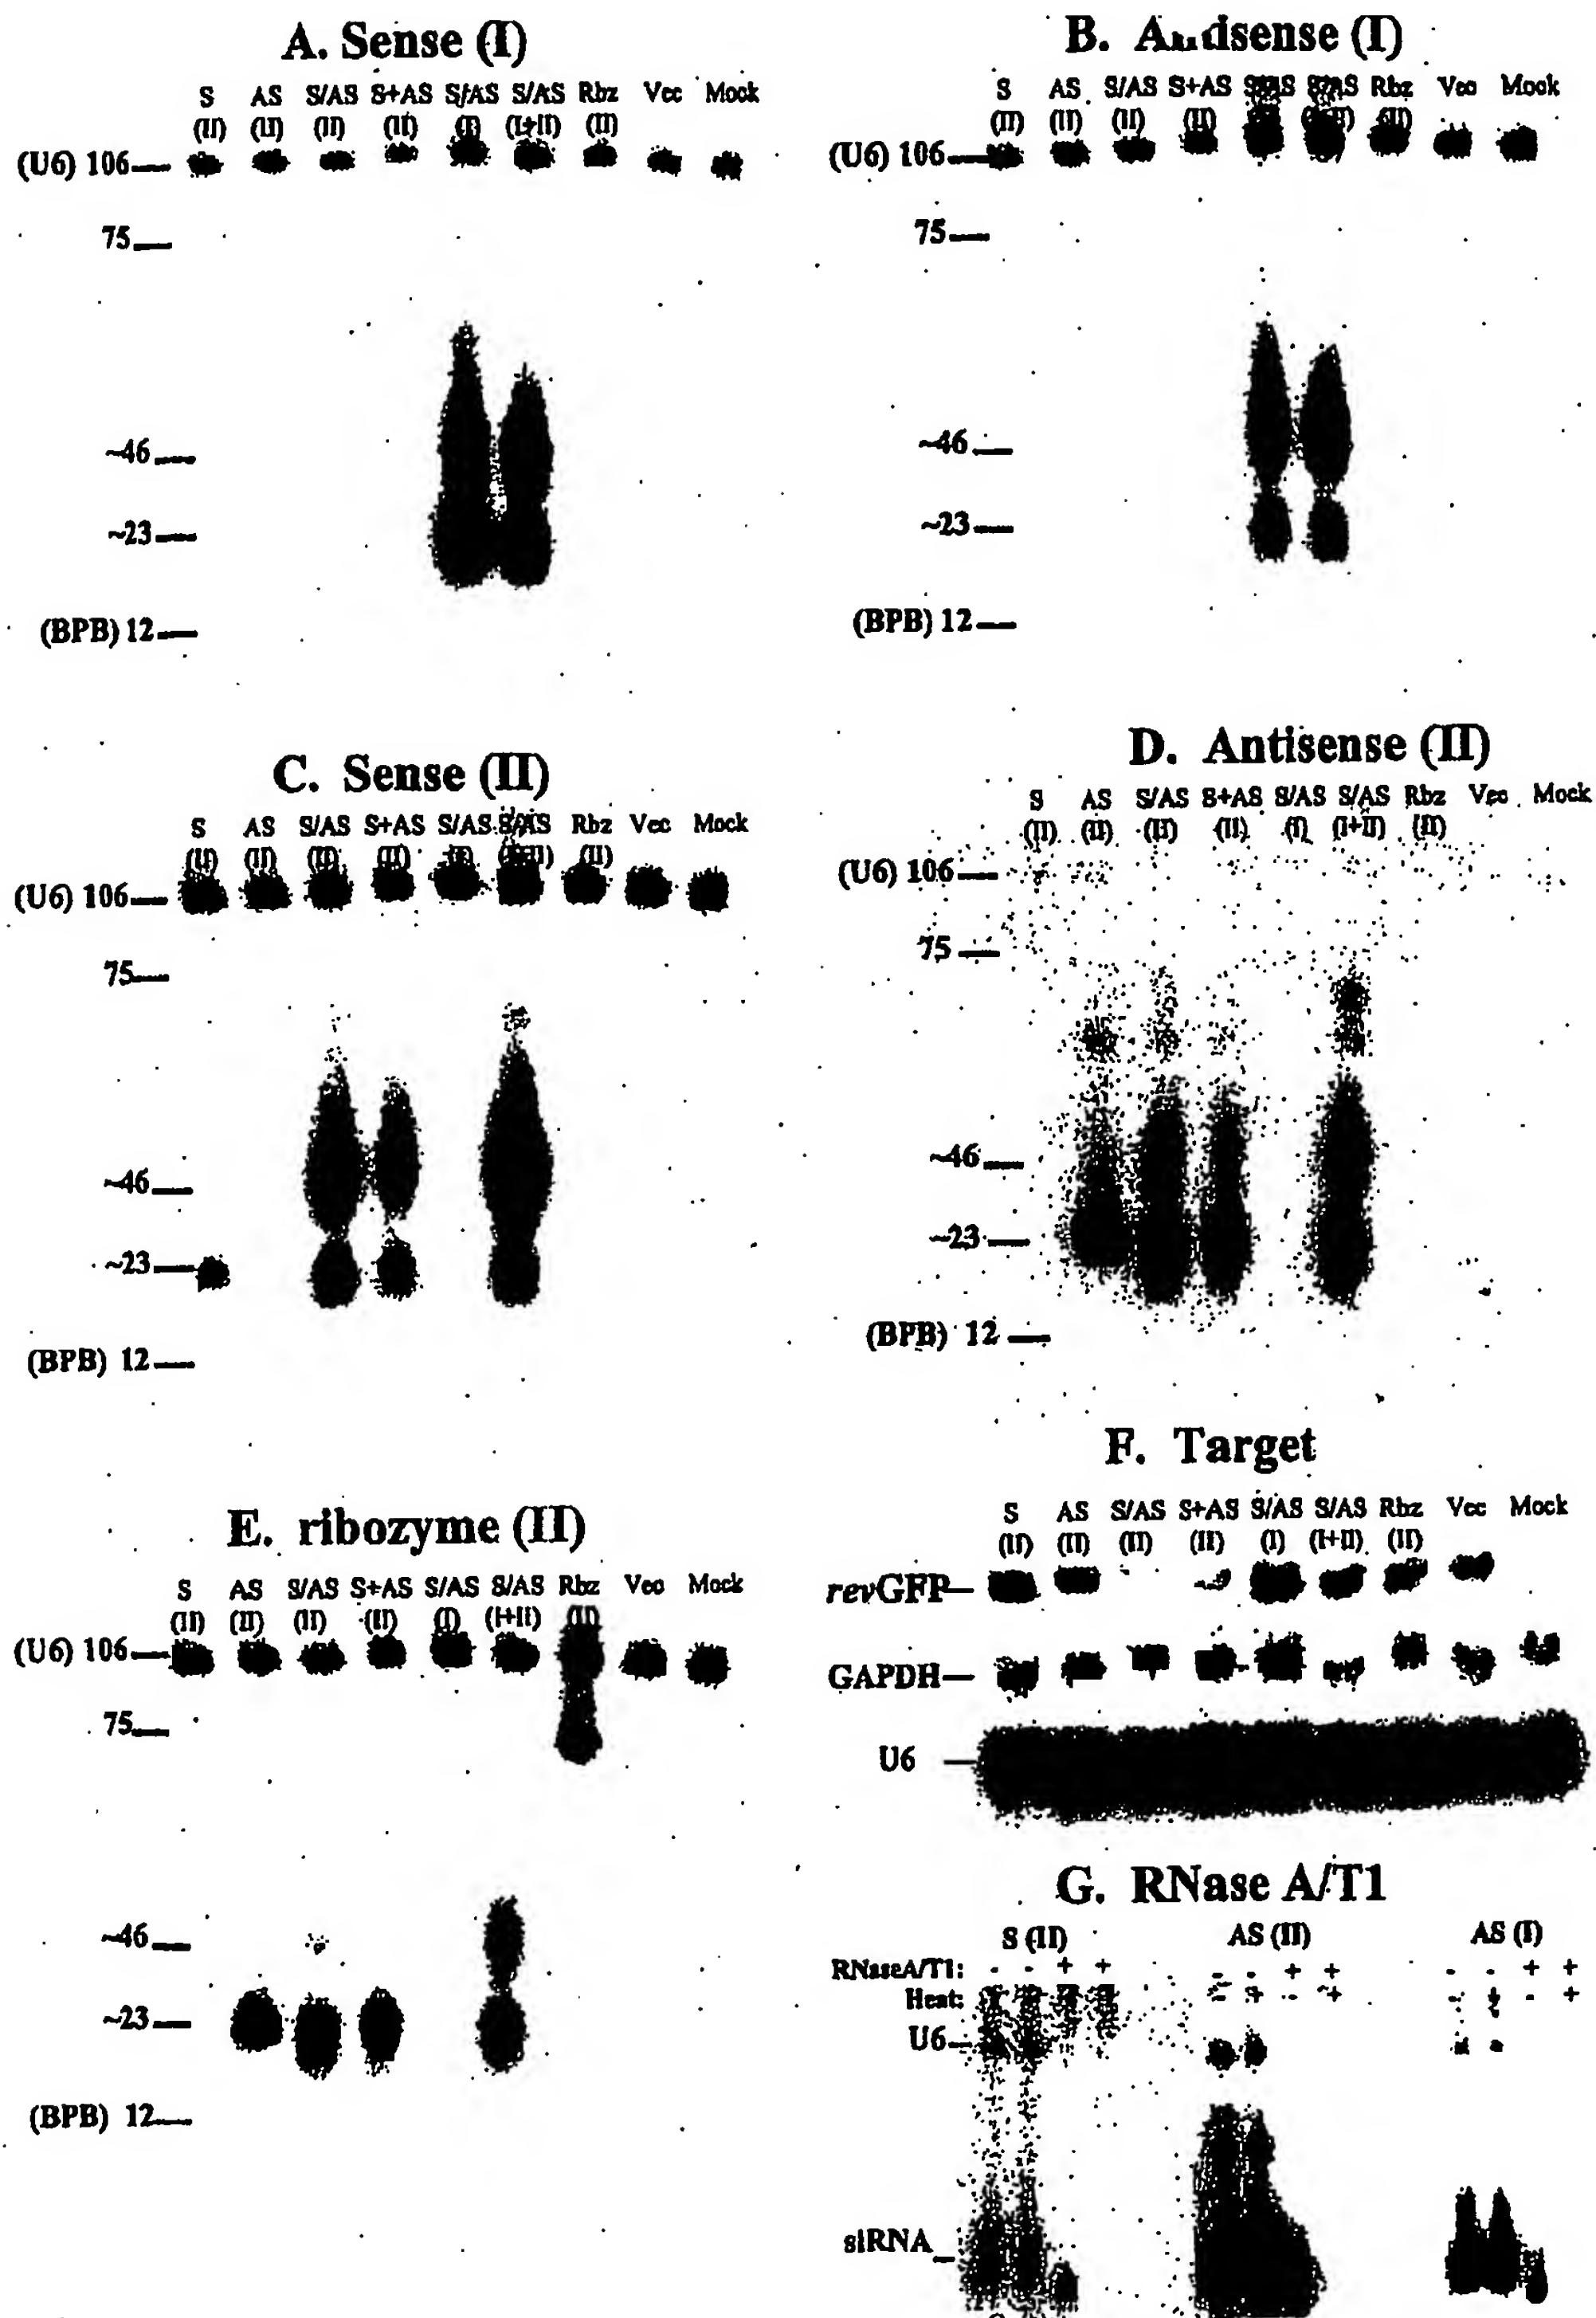 A. Sense (I)
S AS S/AS S+AS S/AS S/AS Rbz Vec Mock
(II) (II) (II) (II) (I) (I+II) (II)
(U6) 106
75
~46
~23
(BPB) 12
B. (I)
S AS S/AS S+AS Rbz Vec Mock
(II) (II) (II) (II)
(U6) 106
75
~46
~23
(BPB) 12
C. Sense (II)
S AS S/AS S+AS S/AS S/AS Rbz Vec Mock
(II) (II) (II) (II) (II)
(U6) 106
75
~46
~23
(BPB) 12
D. Antisense (II)
S AS S/AS S+AS S/AS S/AS Rbz Vec Mock
(II) (II) (II) (II) (I) (I+II) (II)
(U6) 106
75
~46
~23
(BPB) 12
E. ribozyme (II)
S AS S/AS S+AS S/AS S/AS Rbz Vec Mock
(II) (II) (II) (II) (I) (I+II) (II)
(U6) 106
75
~46
~23
(BPB) 12
F. Target
S AS S/AS S+AS S/AS S/AS Rbz Vec Mock
(II) (II) (II) (II) (I) (I+II) (II)
revGFP
GAPDH
U6
G. RNase A/T1
S (II) AS (II) AS (I)
RNaseA/T1: - - + + - - + + - - + +
Heat: - + - + - + - +
U6
siRNA